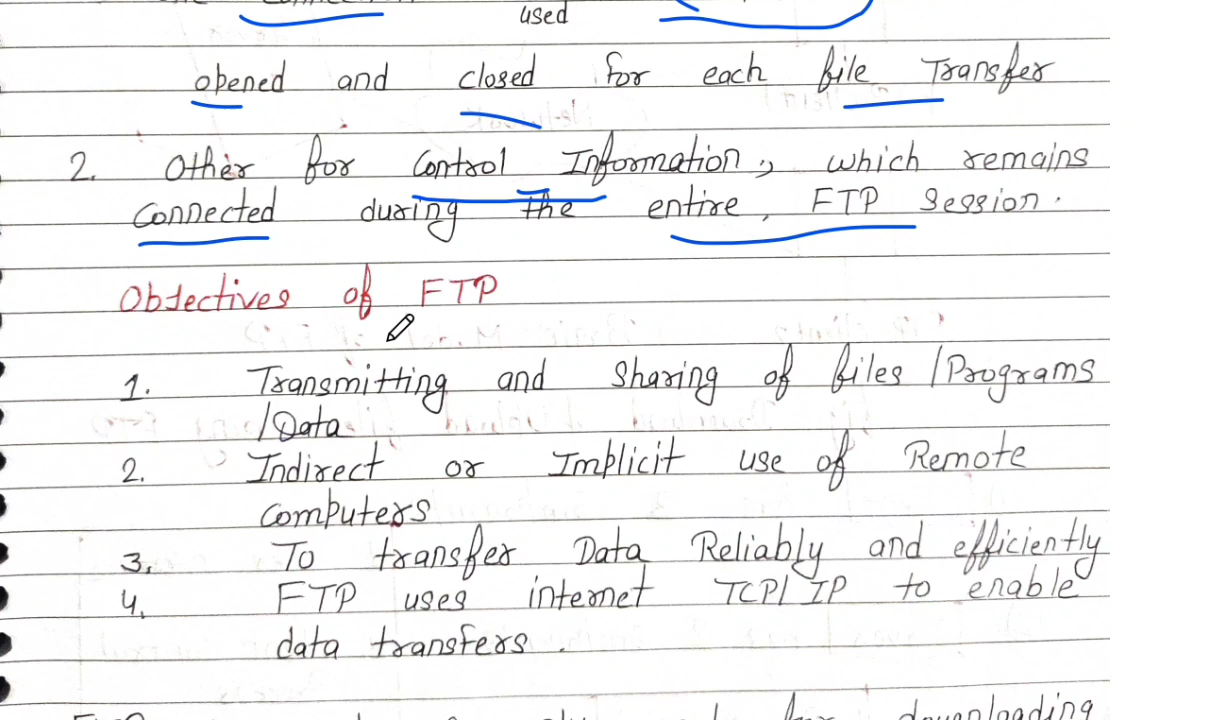 used
opened and closed for each file Transfer
2. Other for Control Information, which remains
Connected during the entire, FTP Session.
Objectives of FTP
1. Transmitting and Sharing of files /Programs
/Data
2. Indirect or Implicit use of Remote
Computers
3. To transfer Data Reliably and efficiently
4. FTP uses internet TCP/IP to enable
data transfers.
downloading